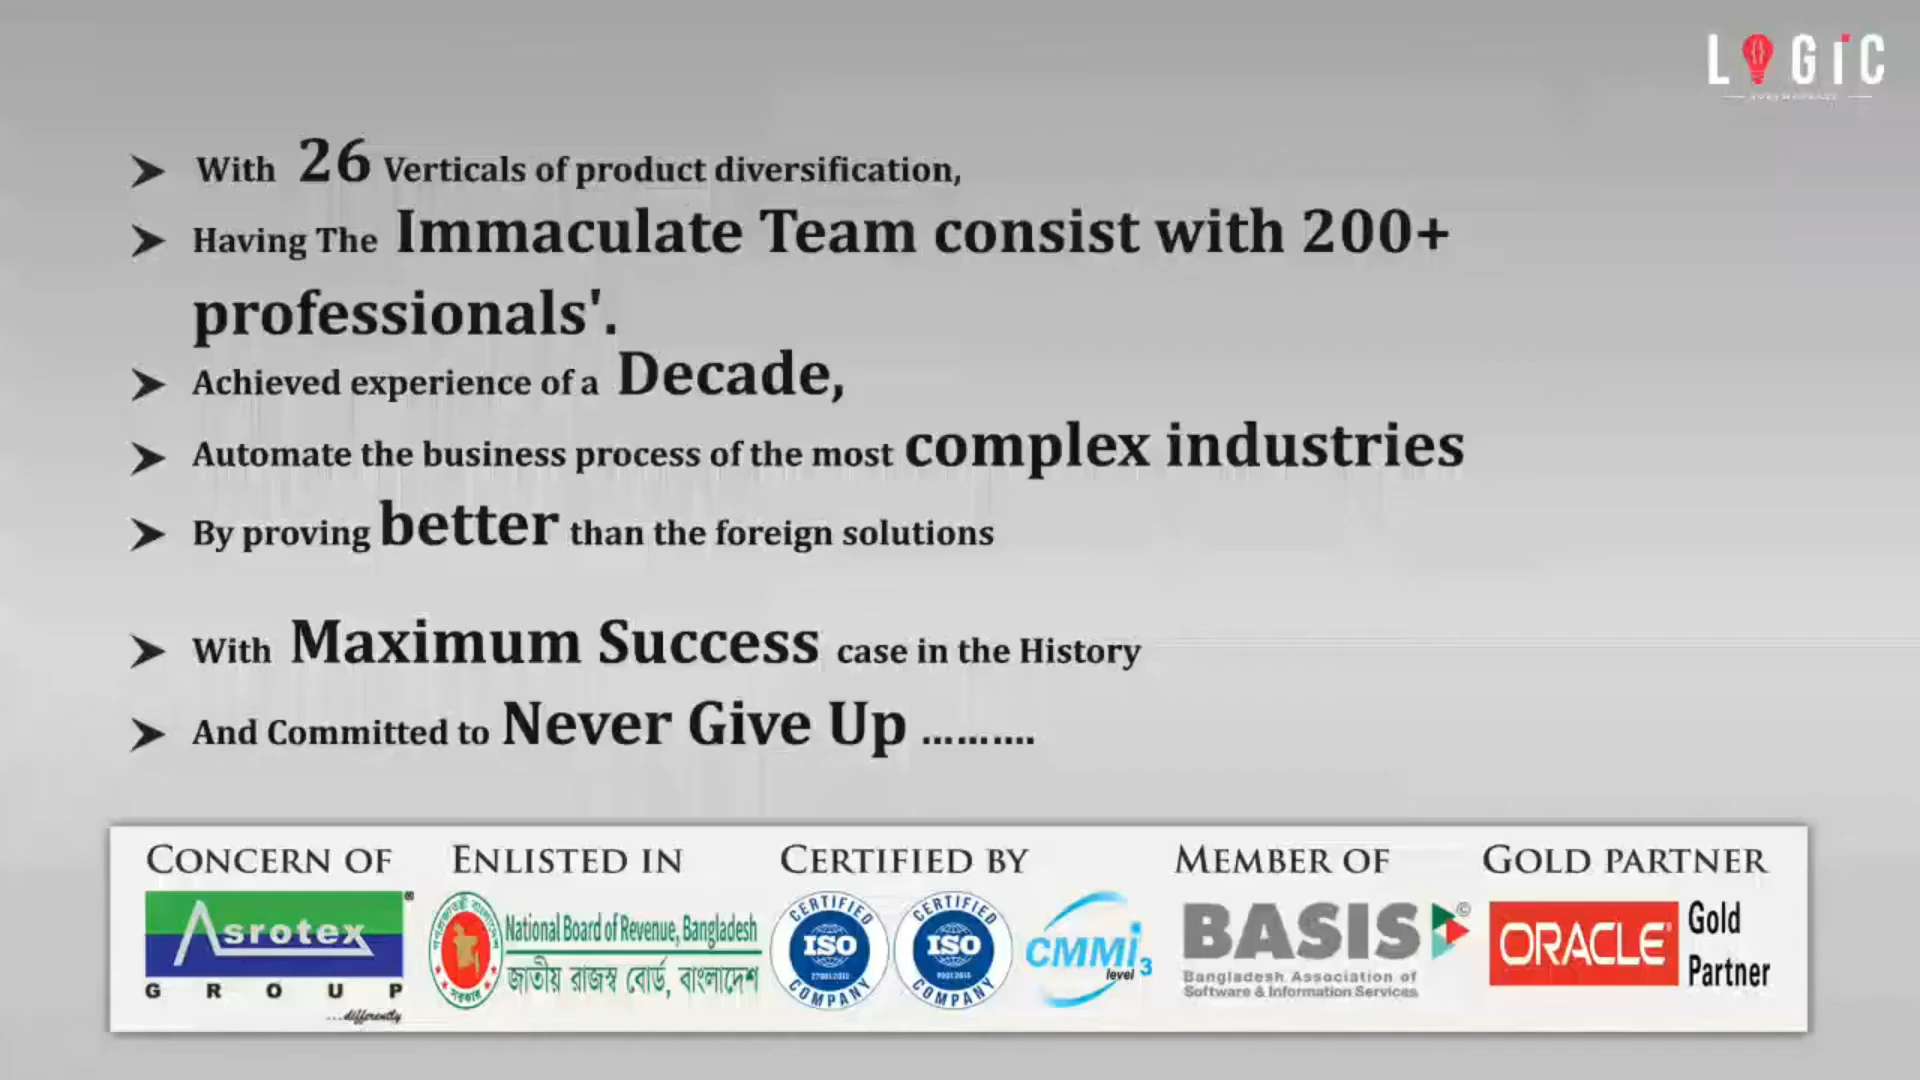 LOGIC
With 26 Verticals of product diversification,
Having The Immaculate Team consist with 200+
professionals'.
Achieved experience of a Decade,
Automate the business process of the most complex industries
By proving better than the foreign solutions
With Maximum Success case in the History
And Committed to Never Give Up ..........
CONCERN OF
ENLISTED IN
CERTIFIED BY
MEMBER OF
GOLD PARTNER
Asrotex
GROUP
...differently
National Board of Revenue, Bangladesh
জাতীয় রাজস্ব বোর্ড, বাংলাদেশ
CERTIFIED
ISO
COMPANY
CERTIFIED
ISO
COMPANY
CMMi
level 3
BASIS
Bangladesh Association of
Software & Information Services
ORACLE
Gold
Partner